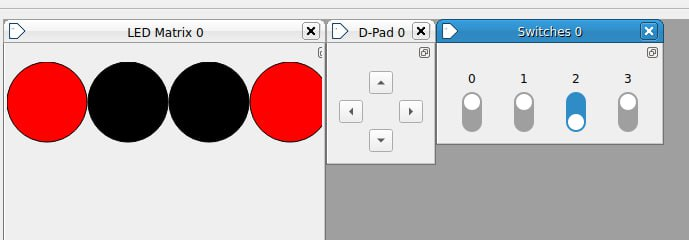 LED Matrix 0
D-Pad 0
Switches 0
0 1 2 3